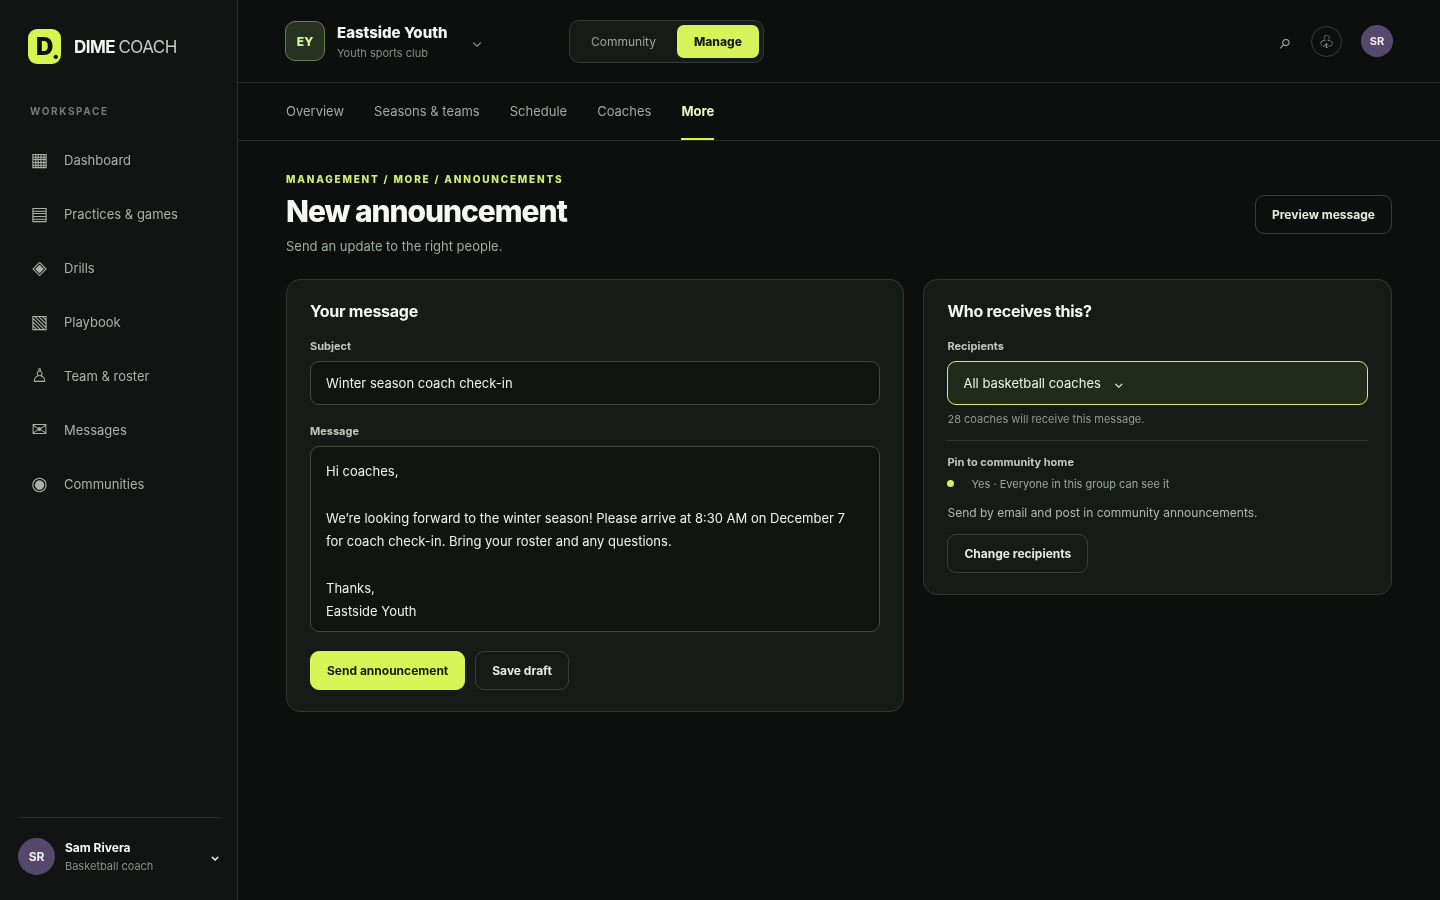 D.
DIME COACH
WORKSPACE
Dashboard
Practices & games
Drills
Playbook
Team & roster
Messages
Communities
SR
Sam Rivera
Basketball coach
EY
Eastside Youth
Youth sports club
Community
Manage
SR
Overview
Seasons & teams
Schedule
Coaches
More
MANAGEMENT / MORE / ANNOUNCEMENTS
New announcement
Send an update to the right people.
Preview message
Your message
Subject
Winter season coach check-in
Message
Hi coaches,
We’re looking forward to the winter season! Please arrive at 8:30 AM on December 7
for coach check-in. Bring your roster and any questions.
Thanks,
Eastside Youth
Send announcement
Save draft
Who receives this?
Recipients
All basketball coaches
28 coaches will receive this message.
Pin to community home
Yes · Everyone in this group can see it
Send by email and post in community announcements.
Change recipients